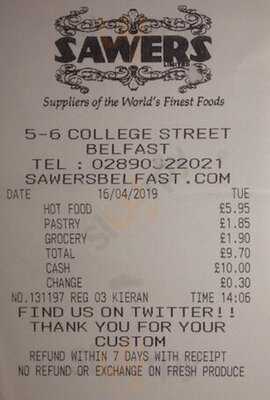 SAWERS
LIMITED
Suppliers of the World's Finest Foods
5-6 COLLEGE STREET
BELFAST
TEL : 02890322021
SAWERSBELFAST.COM
DATE 16/04/2019 TUE
HOT FOOD £5.95
PASTRY £1.85
GROCERY £1.90
TOTAL £9.70
CASH £10.00
CHANGE £0.30
NO.131197 REG 03 KIERAN TIME 14:06
FIND US ON TWITTER!!
THANK YOU FOR YOUR
CUSTOM
REFUND WITHIN 7 DAYS WITH RECEIPT
NO REFUND OR EXCHANGE ON FRESH PRODUCE